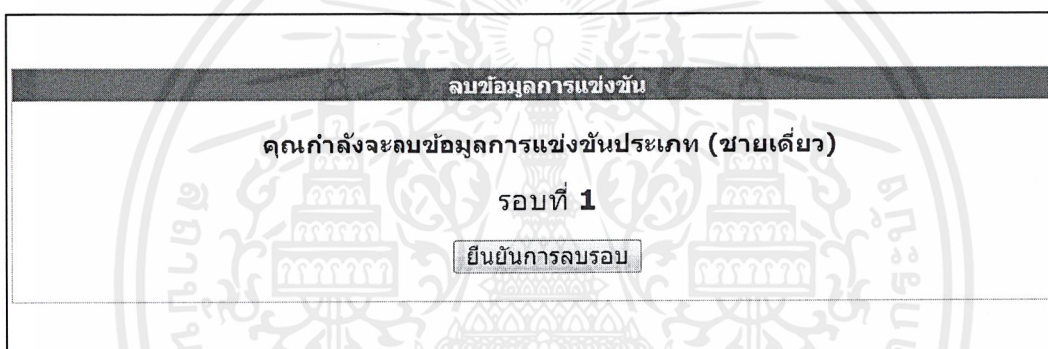 ลบข้อมูลการแข่งขัน
คุณกำลังจะลบข้อมูลการแข่งขันประเภท (ชายเดี่ยว)
รอบที่ 1
ยืนยันการลบรอบ